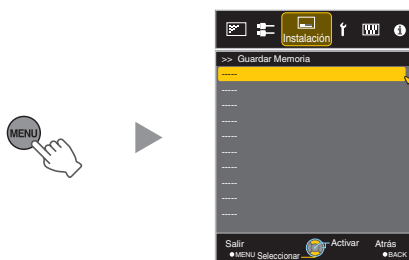 MENU
Instalación
>> Guardar Memoria
-----
-----
-----
-----
-----
-----
-----
-----
-----
-----
Salir Activar Atrás
●MENU Seleccionar ●BACK